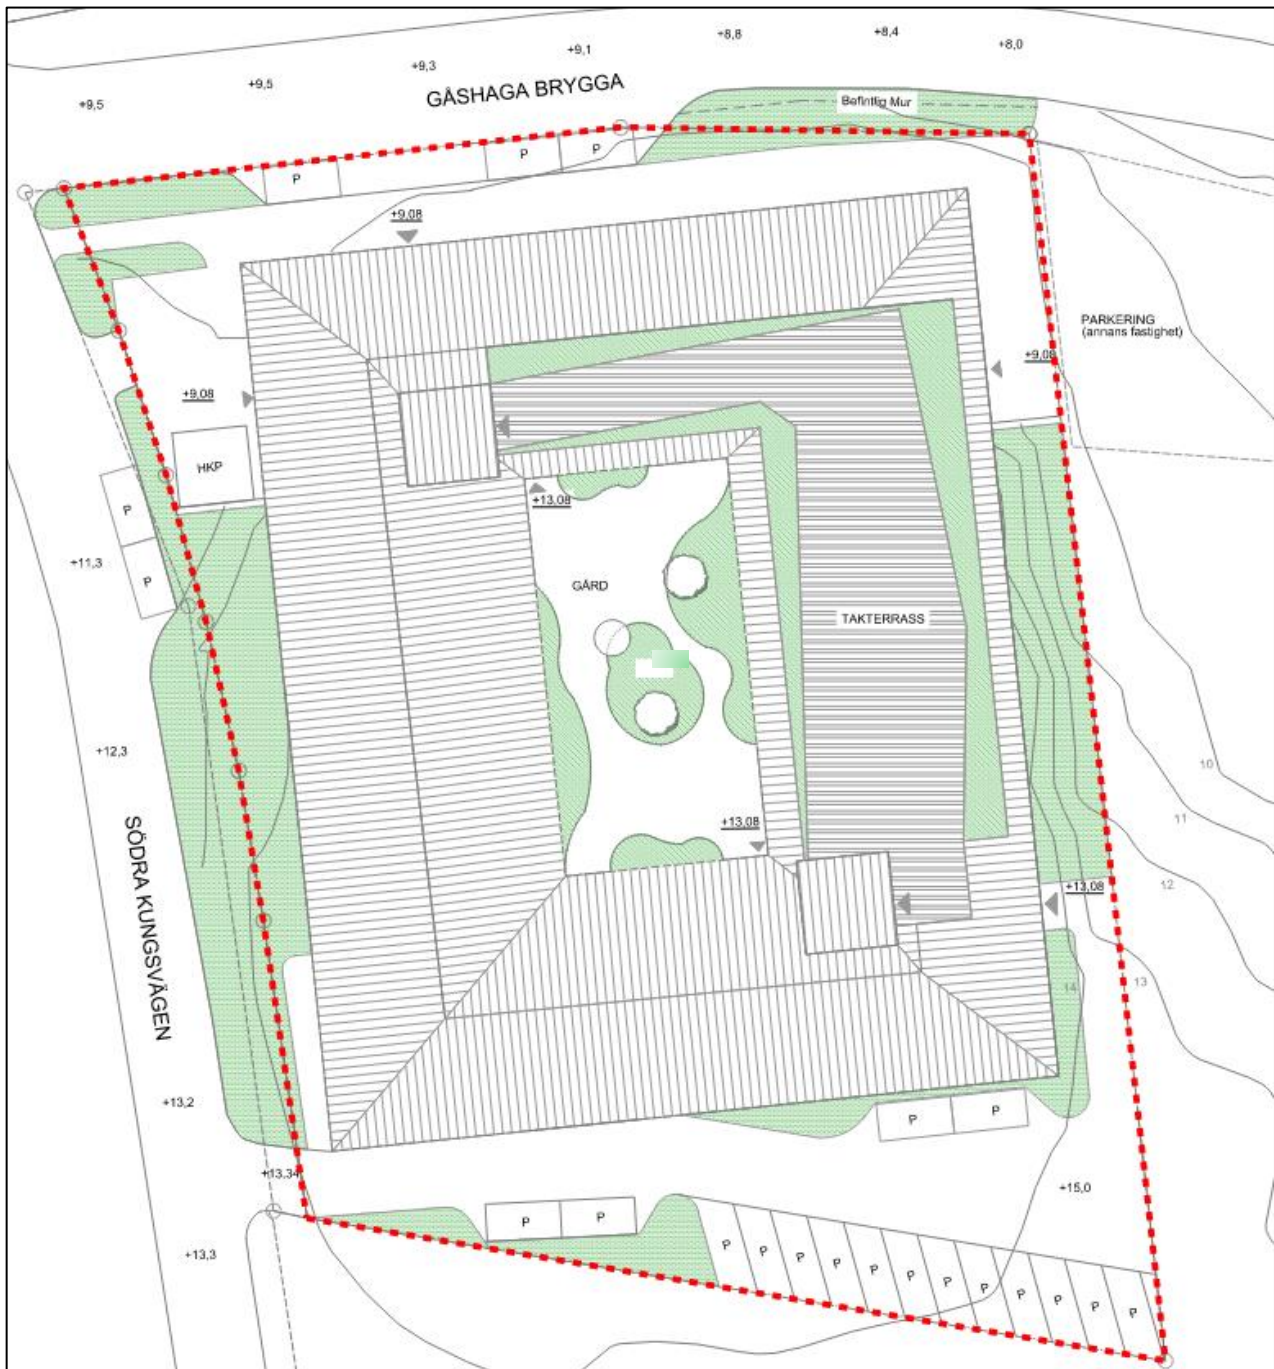 +8,4
+8,8
+8,0
+9,1
+9,3
+9,5
GÅSHAGA BRYGGA
+9,5
Befintlig Mur
P
P
P
+9,08
PARKERING
(annans fastighet)
+9,08
+9,08
HKP
+13,08
P
+11,3
P
GÅRD
TAKTERRASS
+12,3
10
11
+13,08
SÖDRA KUNGSVÄGEN
12
+13,08
13
14
+13,2
P
P
+13.34
+15,0
P
P
+13,3
P
P
P
P
P
P
P
P
P
P
P
P